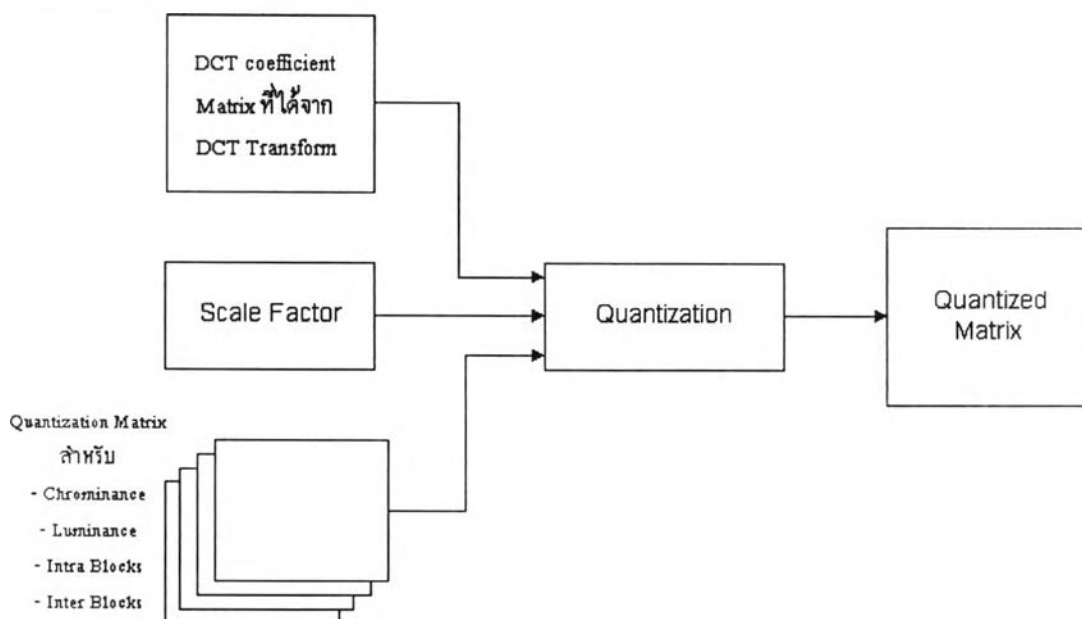 DCT coefficient
Matrix ที่ได้จาก
DCT Transform
Scale Factor
Quantization
Quantized
Matrix
Quantization Matrix
สำหรับ
- Chrominance
- Luminance
- Intra Blocks
- Inter Blocks